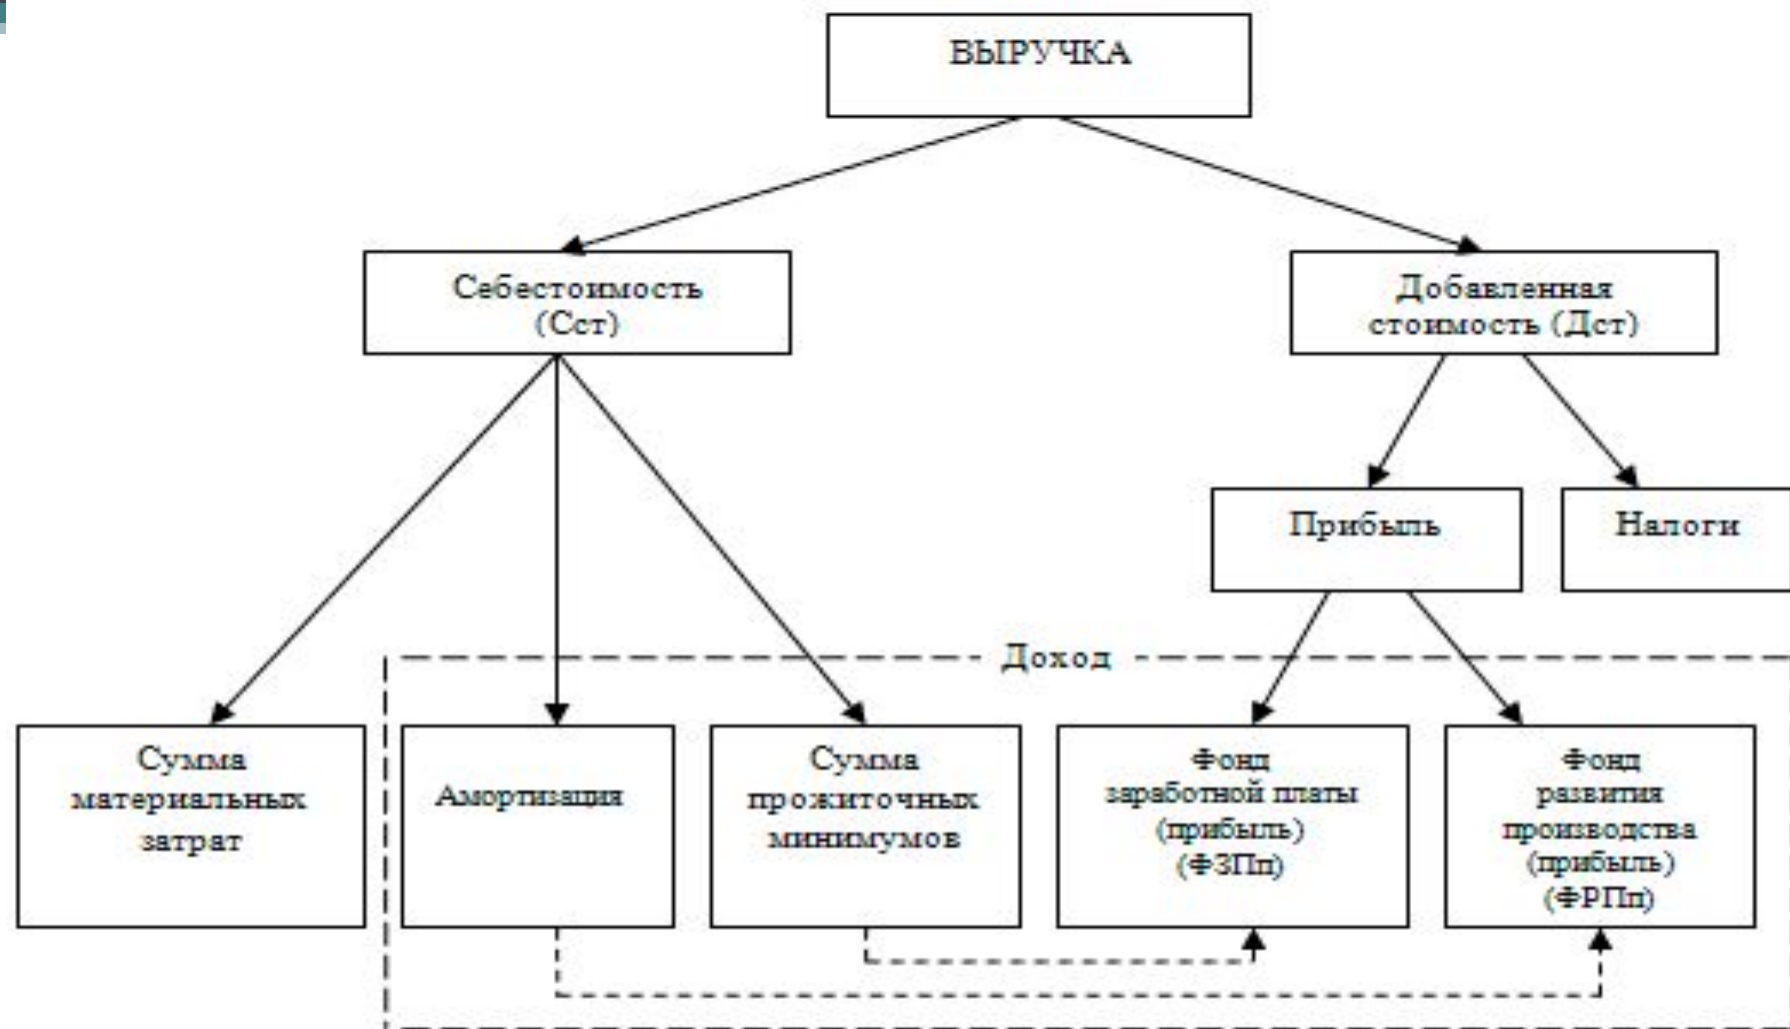 ВЫРУЧКА
Себестоимость
(Сст)
Добавленная
стоимость (Дст)
Прибыль
Налоги
Доход
Сумма
материальных
затрат
Амортизация
Сумма
прожиточных
минимумов
Фонд
заработной платы
(прибыль)
(ФЗПп)
Фонд
развития
производства
(прибыль)
(ФРПп)